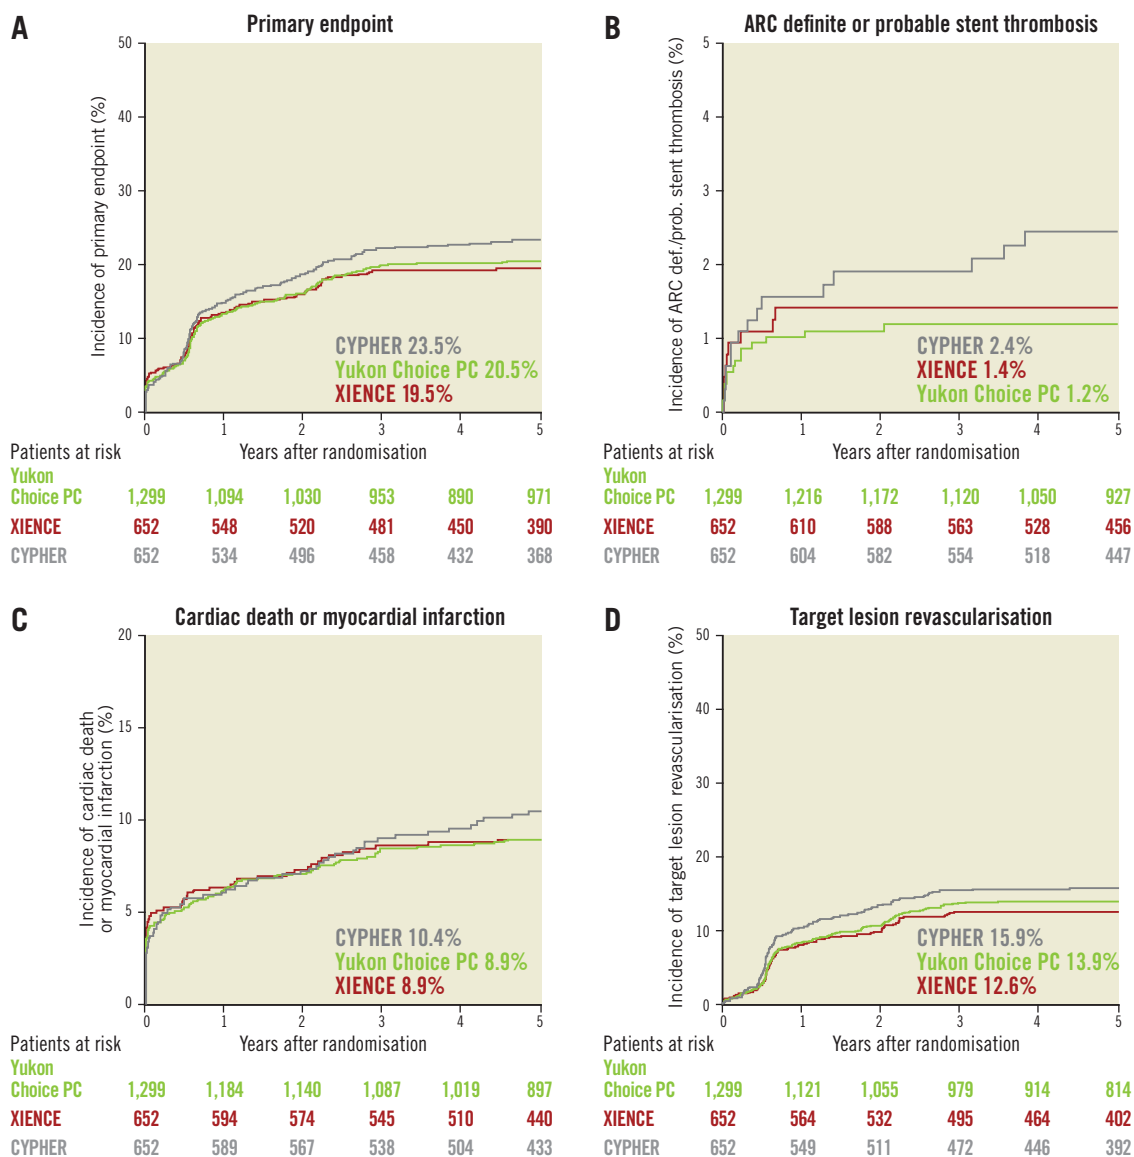 A
Primary endpoint
Incidence of primary endpoint (%)
50
40
30
20
10
0
CYPHER 23.5%
Yukon Choice PC 20.5%
XIENCE 19.5%
0 1 2 3 4 5
Patients at risk
Years after randomisation
Yukon
Choice PC 1,299 1,094 1,030 953 890 971
XIENCE 652 548 520 481 450 390
CYPHER 652 534 496 458 432 368
B
ARC definite or probable stent thrombosis
Incidence of ARC def./prob. stent thrombosis (%)
5
4
3
2
1
0
CYPHER 2.4%
XIENCE 1.4%
Yukon Choice PC 1.2%
0 1 2 3 4 5
Patients at risk
Years after randomisation
Yukon
Choice PC 1,299 1,216 1,172 1,120 1,050 927
XIENCE 652 610 588 563 528 456
CYPHER 652 604 582 554 518 447
C
Cardiac death or myocardial infarction
Incidence of cardiac death
or myocardial infarction (%)
20
15
10
5
0
CYPHER 10.4%
Yukon Choice PC 8.9%
XIENCE 8.9%
0 1 2 3 4 5
Patients at risk
Years after randomisation
Yukon
Choice PC 1,299 1,184 1,140 1,087 1,019 897
XIENCE 652 594 574 545 510 440
CYPHER 652 589 567 538 504 433
D
Target lesion revascularisation
Incidence of target lesion revascularisation (%)
50
40
30
20
10
0
CYPHER 15.9%
Yukon Choice PC 13.9%
XIENCE 12.6%
0 1 2 3 4 5
Patients at risk
Years after randomisation
Yukon
Choice PC 1,299 1,121 1,055 979 914 814
XIENCE 652 564 532 495 464 402
CYPHER 652 549 511 472 446 392